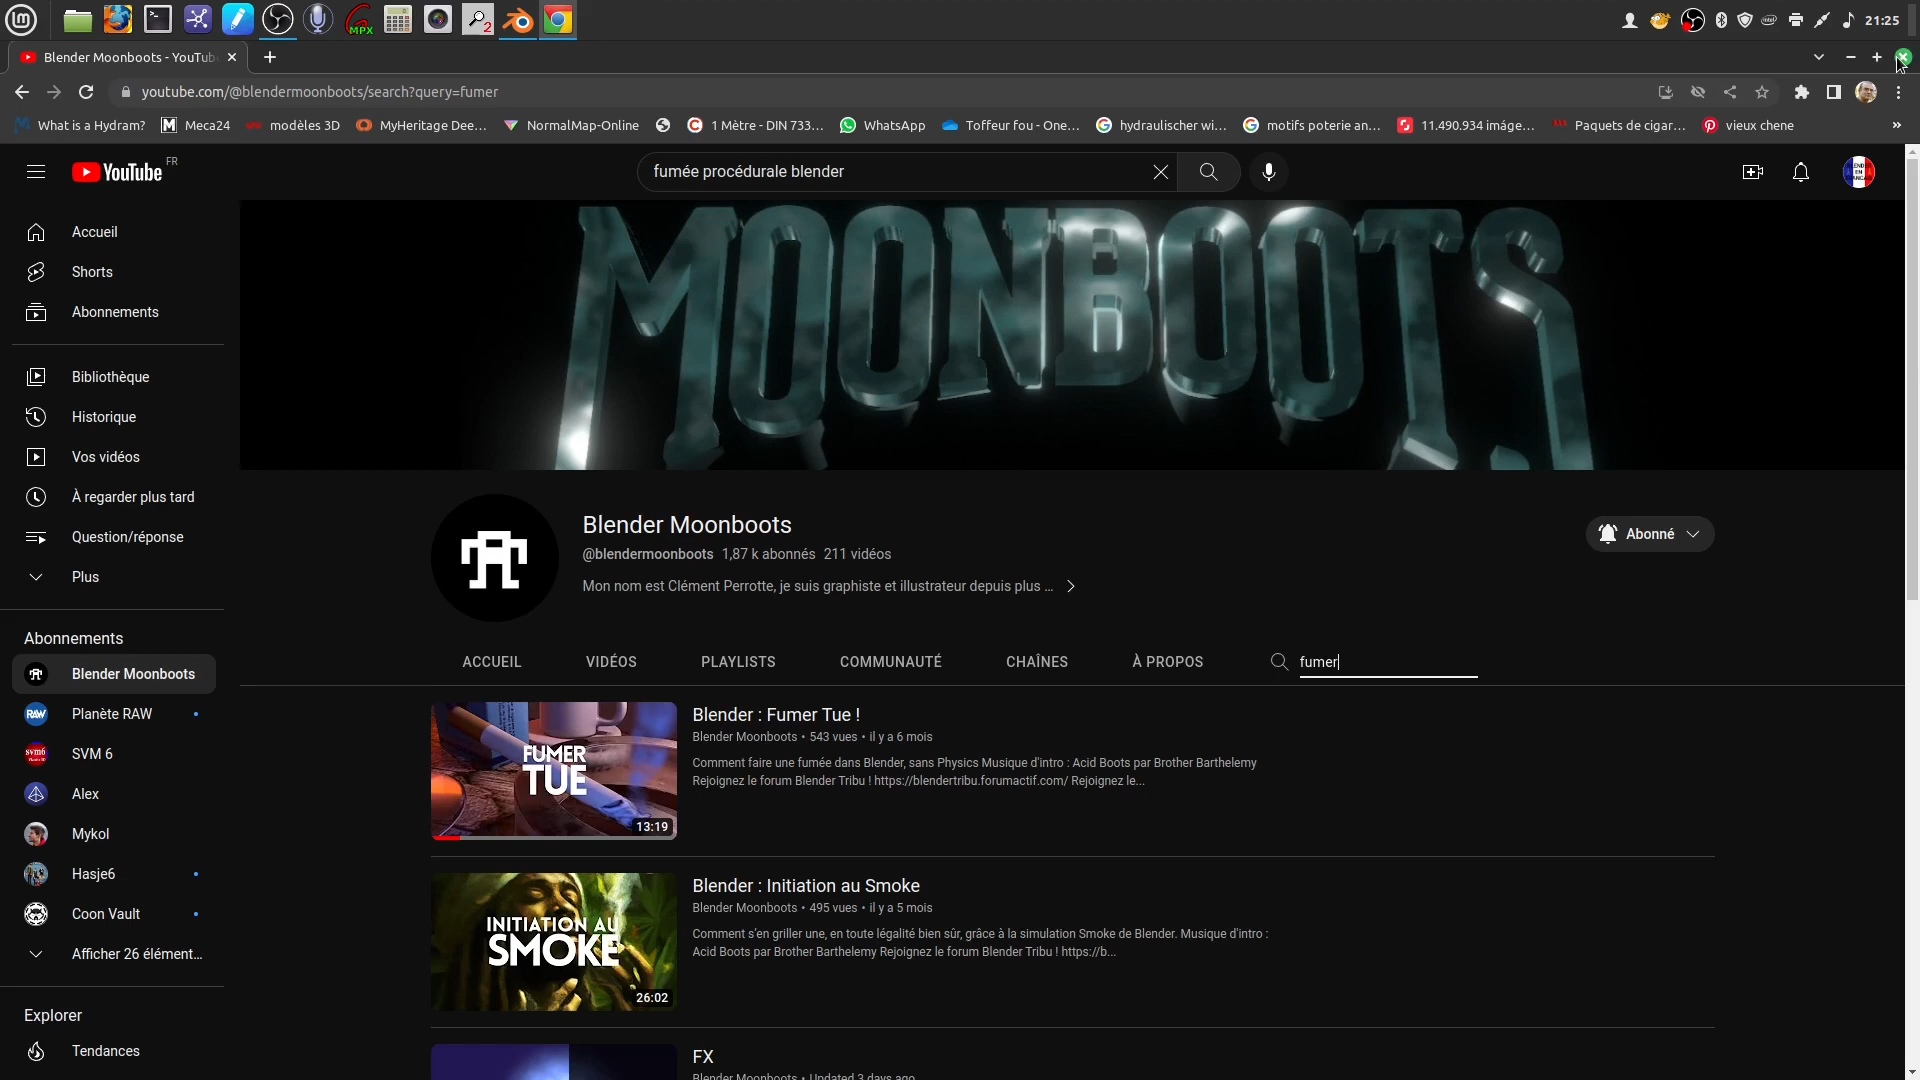 MPX
2
21:25
Blender Moonboots - YouTub
youtube.com/@blendermoonboots/search?query=fumer
What is a Hydram?
Meca24
modèles 3D
MyHeritage Dee...
NormalMap-Online
1 Mètre - DIN 733...
WhatsApp
Toffeur fou - One...
hydraulischer wi...
motifs poterie an...
11.490.934 imáge...
Paquets de cigar...
vieux chene
»
YouTube FR
fumée procédurale blender
Accueil
Shorts
Abonnements
Bibliothèque
Historique
Vos vidéos
À regarder plus tard
Question/réponse
Plus
Abonnements
Blender Moonboots
Planète RAW
SVM 6
Alex
Mykol
Hasje6
Coon Vault
Afficher 26 élément...
Explorer
Tendances
MOONBOOTS
Blender Moonboots
@blendermoonboots 1,87 k abonnés 211 vidéos
Mon nom est Clément Perrotte, je suis graphiste et illustrateur depuis plus ...
Abonné
ACCUEIL
VIDÉOS
PLAYLISTS
COMMUNAUTÉ
CHAÎNES
À PROPOS
fumer
FUMER
TUE
13:19
Blender : Fumer Tue !
Blender Moonboots • 543 vues • il y a 6 mois
Comment faire une fumée dans Blender, sans Physics Musique d'intro : Acid Boots par Brother Barthelemy
Rejoignez le forum Blender Tribu ! https://blendertribu.forumactif.com/ Rejoignez le...
INITIATION AU
SMOKE
26:02
Blender : Initiation au Smoke
Blender Moonboots • 495 vues • il y a 5 mois
Comment s'en griller une, en toute légalité bien sûr, grâce à la simulation Smoke de Blender. Musique d'intro :
Acid Boots par Brother Barthelemy Rejoignez le forum Blender Tribu ! https://b...
FX
Blender Moonboots • Updated 3 days ago